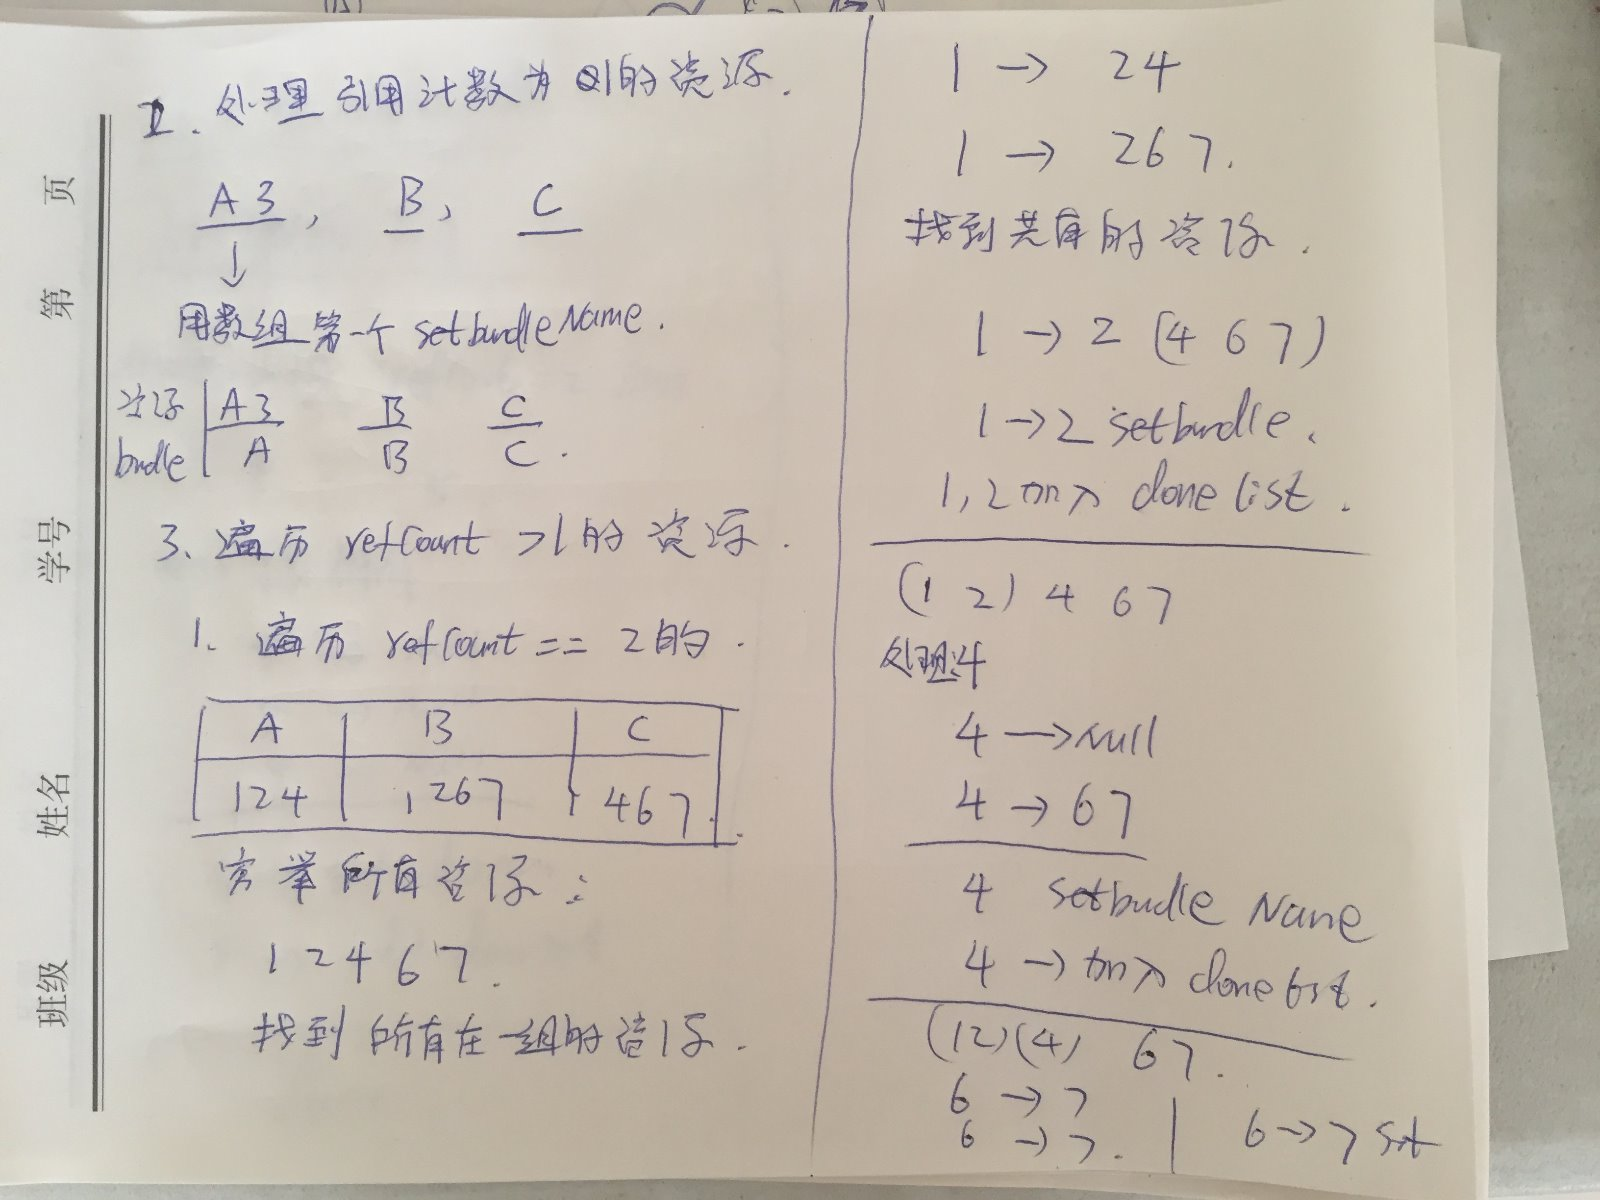 2. 处理引用计数为1的资源.
A3, B, C
↓
用数组第一个 setbundleName.
资源 A3 B C
bundle A B C.
3. 遍历 refCount >1的资源.
1. 遍历 refCount == 2的.
A B C
124 1267 467.
穷举所有资源:
1 2 4 6 7.
找到所有在一组的资源.
1 → 24
1 → 267.
找到共有的资源.
1 → 2 (4 6 7)
1 → 2 setbundle.
1, 2 加入 done list.
(1 2) 4 67
处理:4
4 → null
4 → 67
4 setbundle Name
4 → 加入 done list.
(12)(4) 67.
6 → 7
6 → 7. 6 → 7 set
第 页
学号
姓名
班级